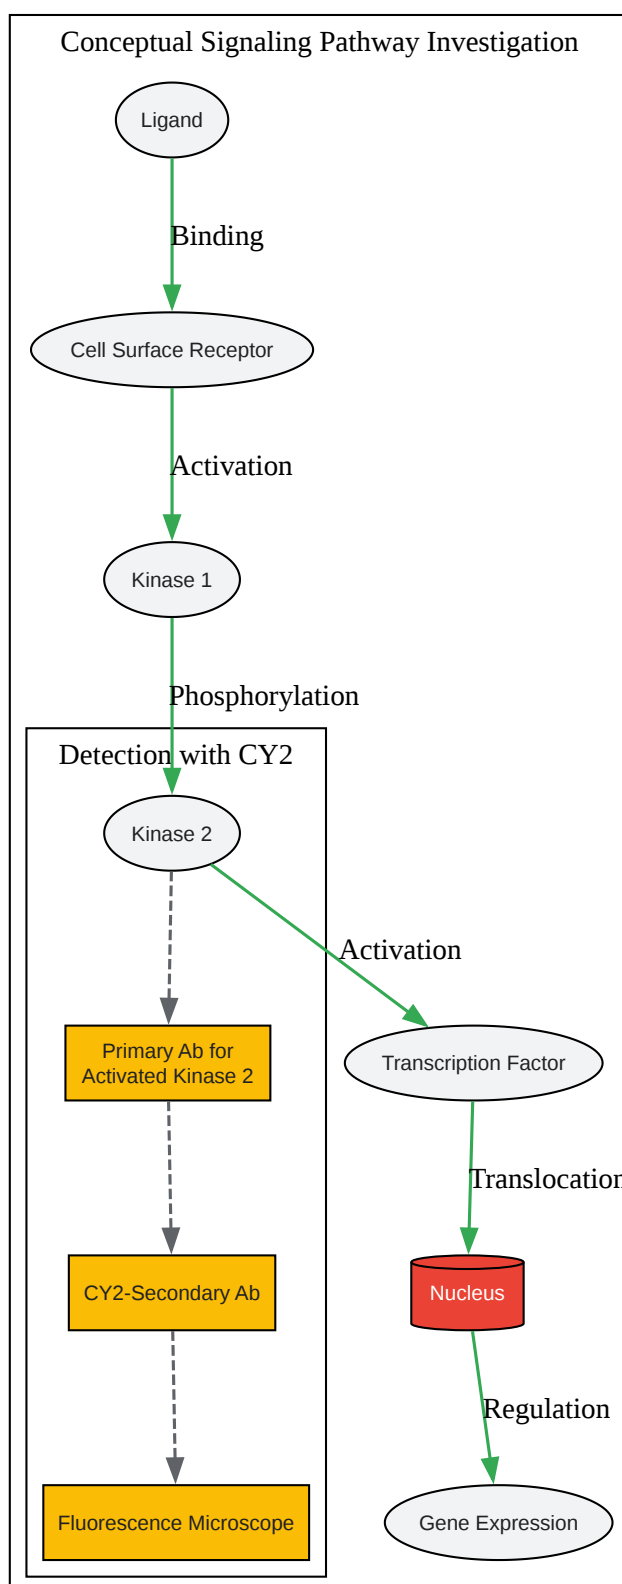 Conceptual Signaling Pathway Investigation
Ligand
Binding
Cell Surface Receptor
Activation
Kinase 1
Phosphorylation
Detection with CY2
Kinase 2
Activation
Primary Ab for
Activated Kinase 2
Transcription Factor
Translocation
CY2-Secondary Ab
Nucleus
Regulation
Fluorescence Microscope
Gene Expression